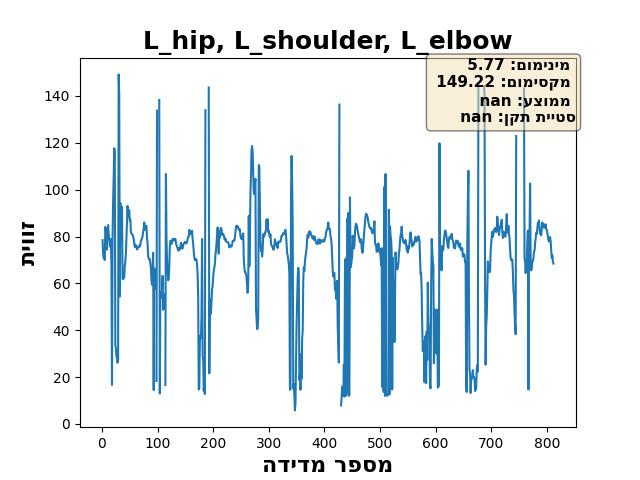 L_hip, L_shoulder, L_elbow
מינימום: 5.77
מקסימום: 149.22
ממוצע: nan
סטיית תקן: nan
זווית
140
120
100
80
60
40
20
0
0 100 200 300 400 500 600 700 800
מספר מדידה